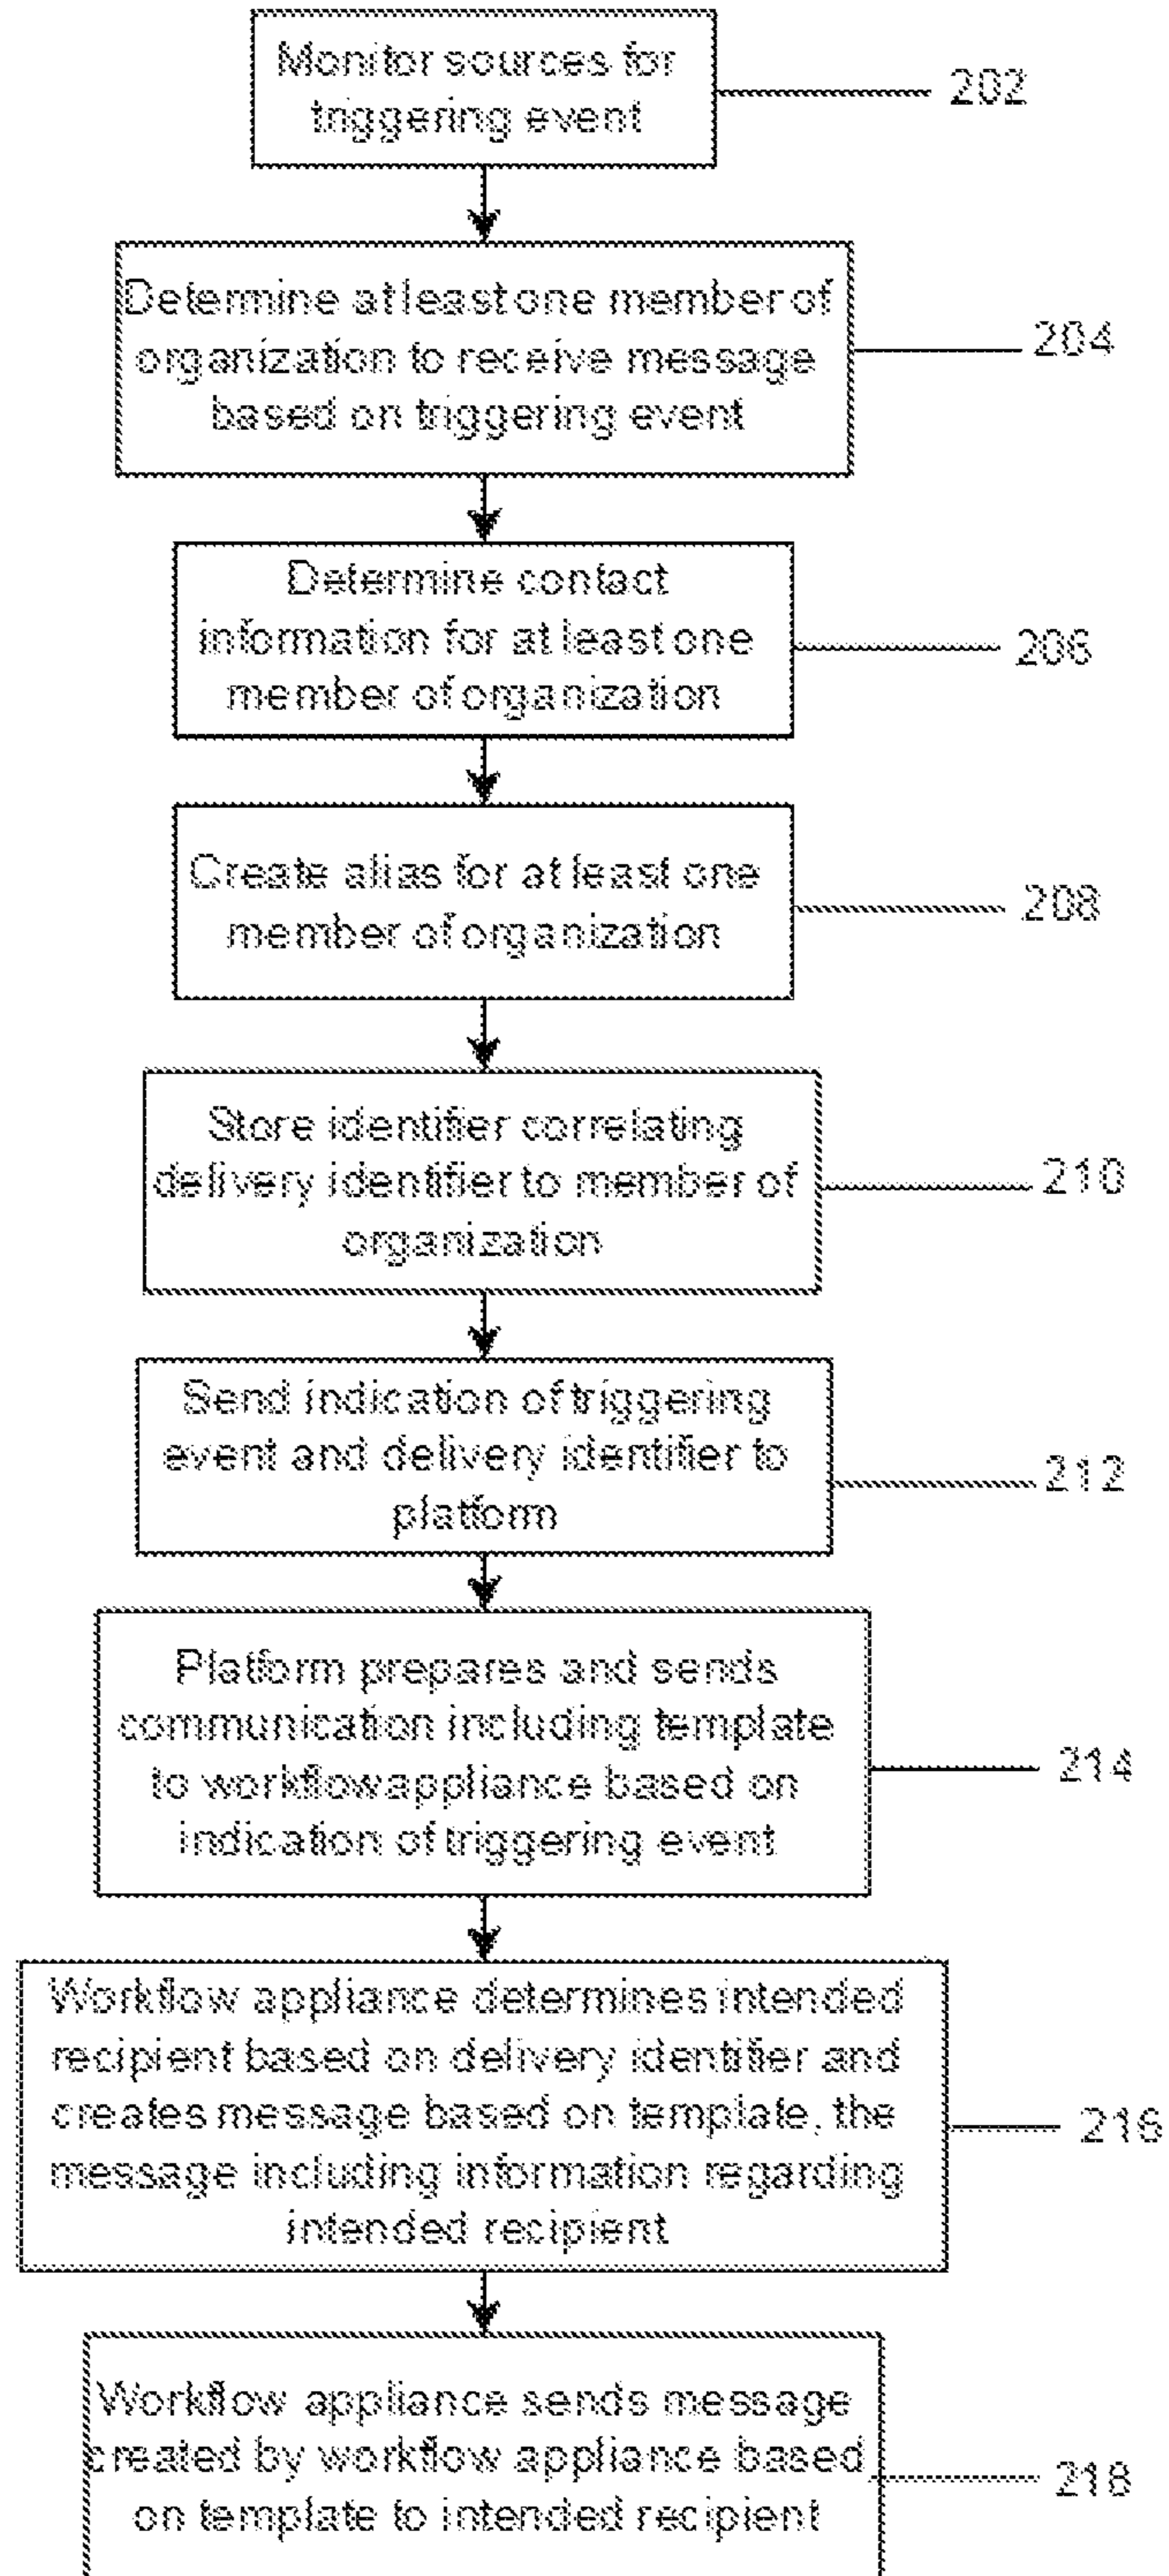 Monitor sources for
triggering event
202
Determine at least one member of
organization to receive message
based on triggering event
204
Determine contact
information for at least one
member of organization
206
Create alias for at least one
member of organization
208
Store identifier correlating
delivery identifier to member of
organization
210
Send indication of triggering
event and delivery identifier to
platform
212
Platform prepares and sends
communication including template
to workflow appliance based on
indication of triggering event
214
Workflow appliance determines intended
recipient based on delivery identifier and
creates message based on template, the
message including information regarding
intended recipient
216
Workflow appliance sends message
created by workflow appliance based
on template to intended recipient
218